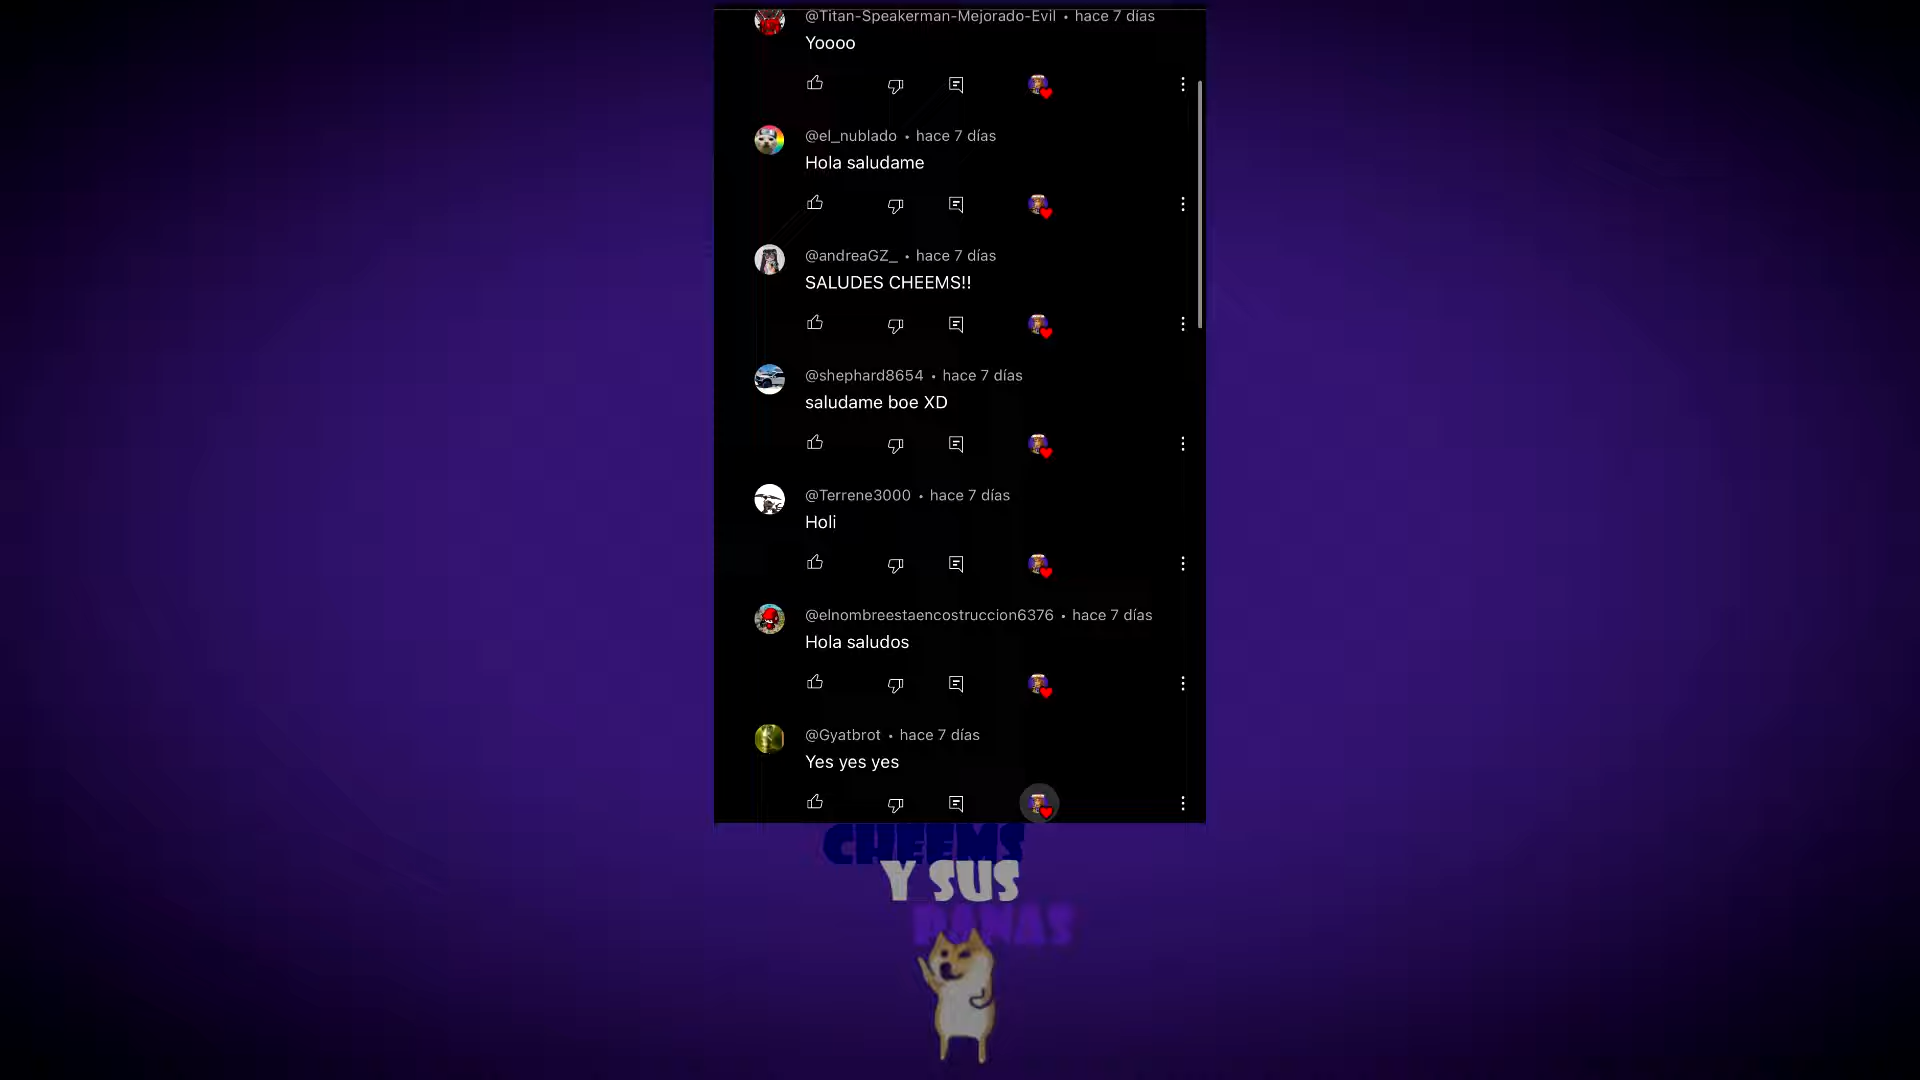 @Titan-Speakerman-Mejorado-Evil • hace 7 días
Yoooo
@el_nublado • hace 7 días
Hola saludame
@andreaGZ_ • hace 7 días
SALUDES CHEEMS!!
@shephard8654 • hace 7 días
saludame boe XD
@Terrene3000 • hace 7 días
Holi
@elnombreestaencostruccion6376 • hace 7 días
Hola saludos
@Gyatbrot • hace 7 días
Yes yes yes
CHEEMS
Y SUS
PANAS